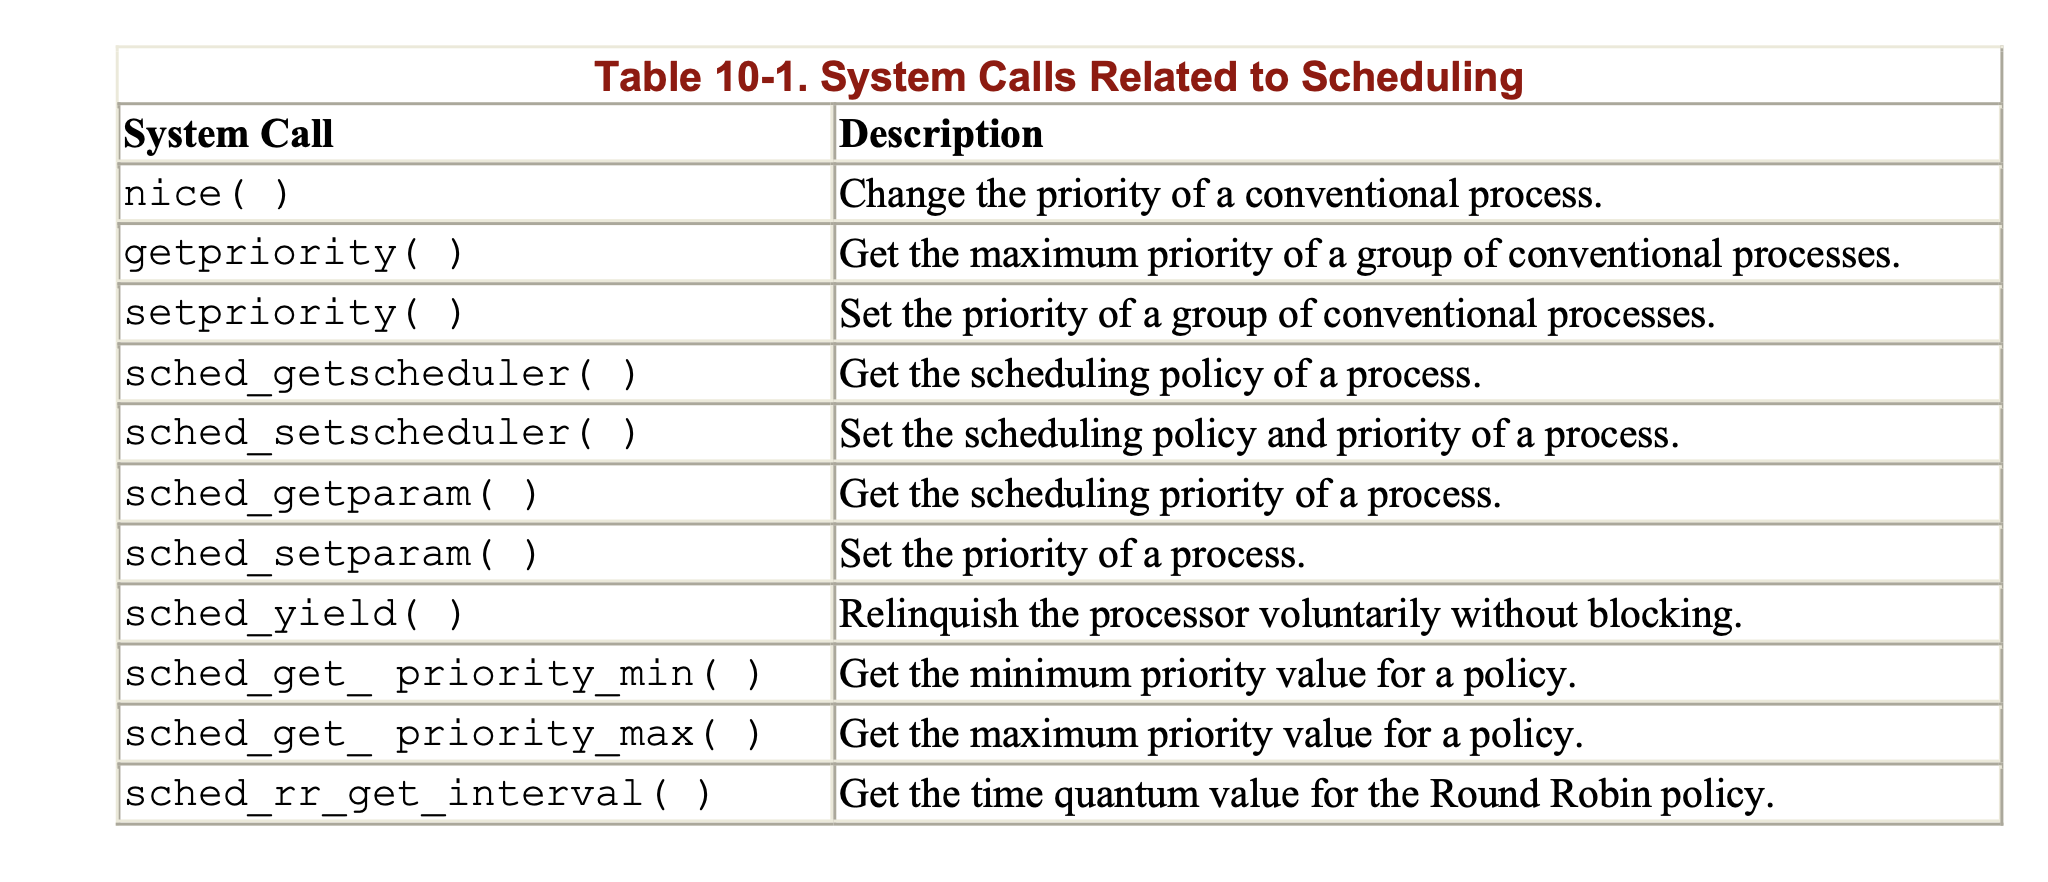 Table 10-1. System Calls Related to Scheduling
System Call Description
nice( ) Change the priority of a conventional process.
getpriority( ) Get the maximum priority of a group of conventional processes.
setpriority( ) Set the priority of a group of conventional processes.
sched_getscheduler( ) Get the scheduling policy of a process.
sched_setscheduler( ) Set the scheduling policy and priority of a process.
sched_getparam( ) Get the scheduling priority of a process.
sched_setparam( ) Set the priority of a process.
sched_yield( ) Relinquish the processor voluntarily without blocking.
sched_get_ priority_min( ) Get the minimum priority value for a policy.
sched_get_ priority_max( ) Get the maximum priority value for a policy.
sched_rr_get_interval( ) Get the time quantum value for the Round Robin policy.